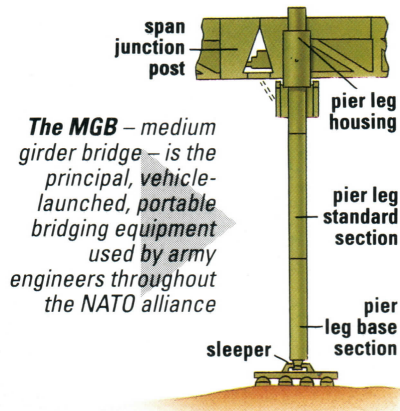 span
junction
post
pier leg
housing
The MGB – medium
girder bridge – is the
principal, vehicle-
launched, portable
bridging equipment
used by army
engineers throughout
the NATO alliance
pier leg
standard
section
pier
leg base
section
sleeper